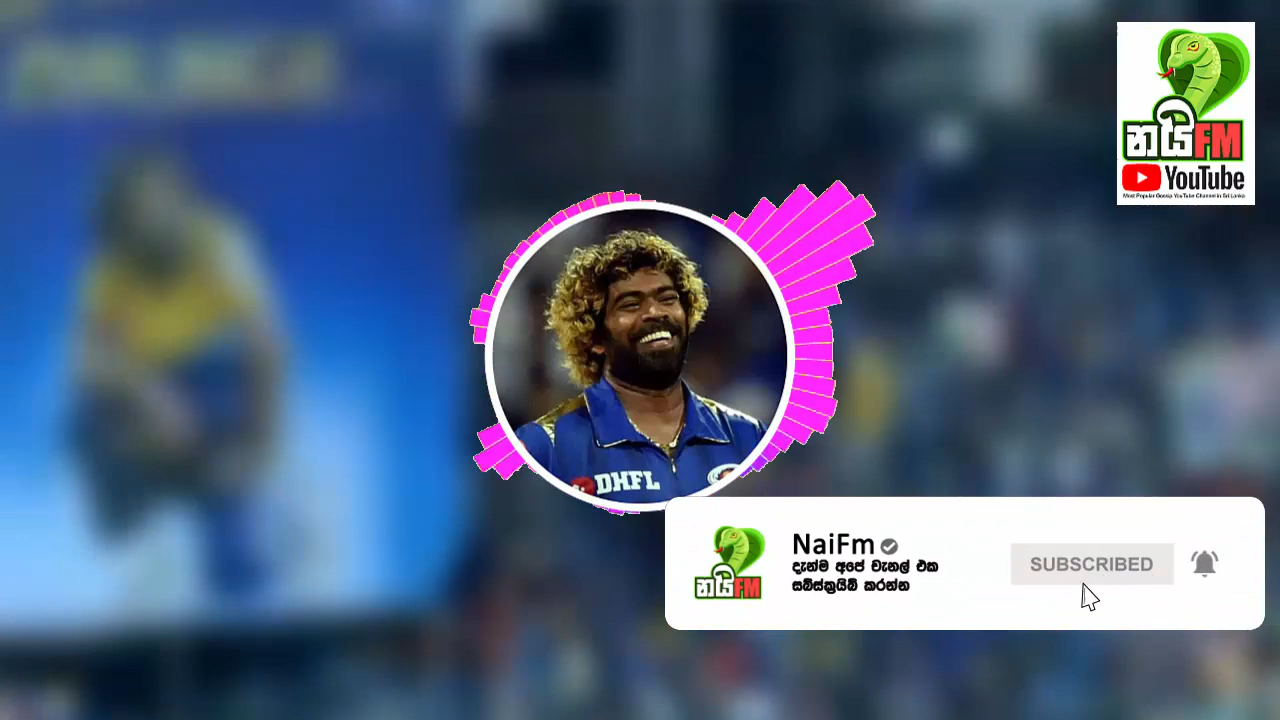 නයි FM
YouTube
Most Popular Gossip YouTube Channel in Sri Lanka
DHFL
නයි FM
NaiFm
දැන්ම අපේ චැනල් එක
සබ්ස්ක්‍රයිබ් කරන්න
SUBSCRIBED